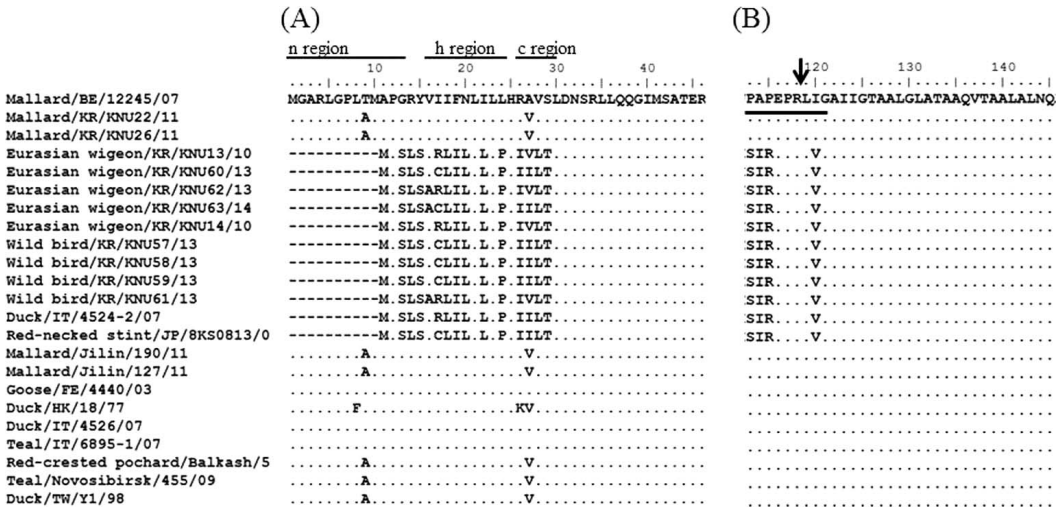 (A)
(B)
n region h region c region
10 20 30 40
120 130 140
Mallard/BE/12245/07 MGARLGPLTMAPGRYVIIFNLILLHRAVSLDNSRLLQQGIMSATER PAPEPRLIGAIIGTAALGLATAAQVTAALALNQ
Mallard/KR/KNU22/11 ........A.................V................... .................................
Mallard/KR/KNU26/11 ........A.................V................... .................................
Eurasian wigeon/KR/KNU13/10 ----------M.SLS.RLIL.L.P.IVLT................. SIR....V.........................
Eurasian wigeon/KR/KNU60/13 ----------M.SLS.CLIL.L.P.IILT................. SIR....V.........................
Eurasian wigeon/KR/KNU62/13 ----------M.SLSARLIL.L.P.IVLT................. SIR....V.........................
Eurasian wigeon/KR/KNU63/14 ----------M.SLSACLIL.L.P.IILT................. SIR....V.........................
Eurasian wigeon/KR/KNU14/10 ----------M.SLS.RLIL.L.P.IILT................. SIR....V.........................
Wild bird/KR/KNU57/13 ----------M.SLS.CLIL.L.P.IILT................. SIR....V.........................
Wild bird/KR/KNU58/13 ----------M.SLS.CLIL.L.P.IILT................. SIR....V.........................
Wild bird/KR/KNU59/13 ----------M.SLS.CLIL.L.P.IILT................. SIR....V.........................
Wild bird/KR/KNU61/13 ----------M.SLSARLIL.L.P.IVLT................. SIR....V.........................
Duck/IT/4524-2/07 ----------M.SLS.RLIL.L.P.IILT................. SIR....V.........................
Red-necked stint/JP/8KS0813/0 ----------M.SLS.CLIL.L.P.IILT................. SIR....V.........................
Mallard/Jilin/190/11 ........A.................V................... .................................
Mallard/Jilin/127/11 ........A.................V................... .................................
Goose/FE/4440/03 .............................................. .................................
Duck/HK/18/77 .......F.................KV................... .................................
Duck/IT/4526/07 .............................................. .................................
Teal/IT/6895-1/07 .............................................. .................................
Red-crested pochard/Balkash/5 ........A.................V................... .................................
Teal/Novosibirsk/455/09 ........A.................V................... .................................
Duck/TW/Y1/98 ........A.................V................... .................................